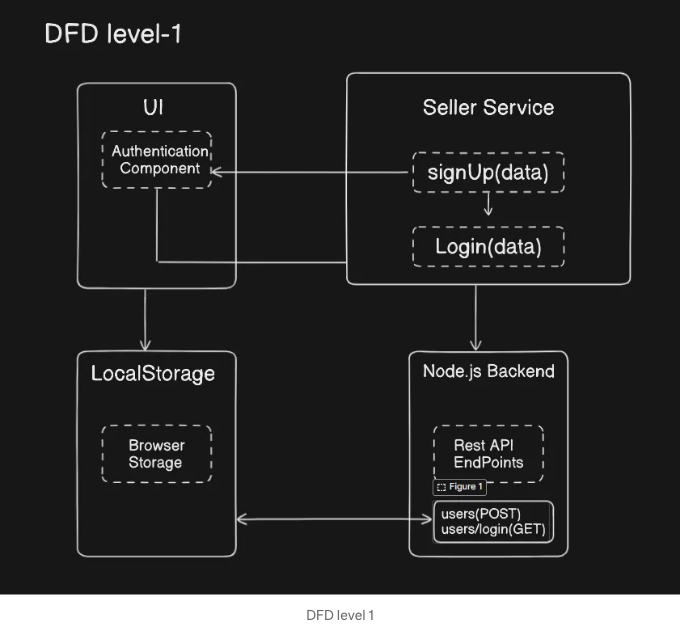 DFD level-1
UI
Authentication
Component
Seller Service
signUp(data)
Login(data)
LocalStorage
Browser
Storage
Node.js Backend
Rest API
EndPoints
Figure 1
users(POST)
users/login(GET)
DFD level 1